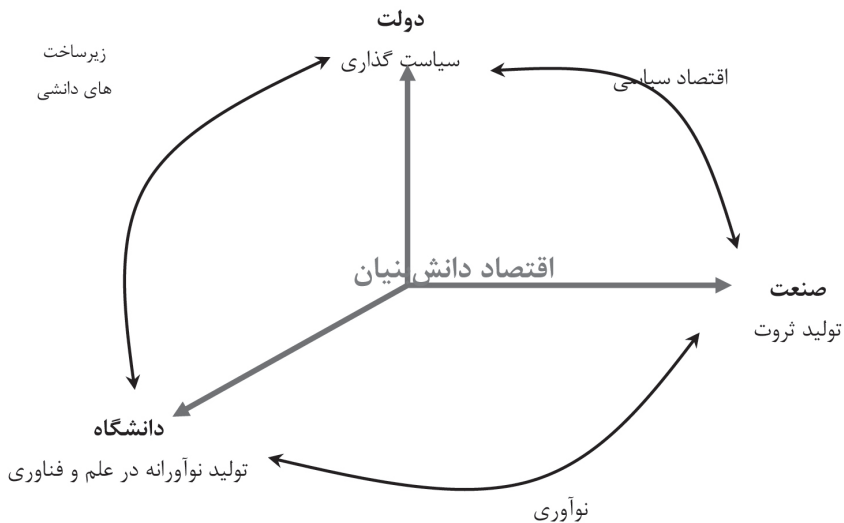 دولت
سیاست گذاری
زیرساخت
های دانشی
اقتصاد سیاسی
اقتصاد دانش بنیان
صنعت
تولید ثروت
دانشگاه
تولید نوآورانه در علم و فناوری
نوآوری